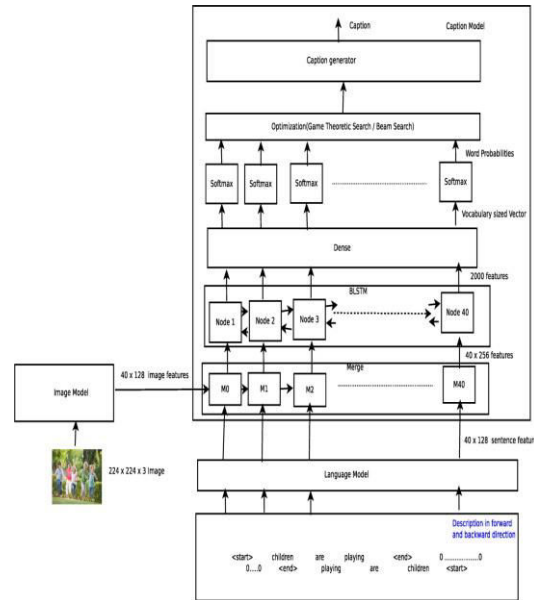 Caption
Caption Model
Caption generator
Optimization(Game Theoretic Search / Beam Search)
Word Probabilities
Softmax Softmax Softmax Softmax
Vocabulary sized Vector
Dense
2000 features
BLSTM
Node 1 Node 2 Node 3 Node 40
40 x 256 features
Merge
40 x 128 image features
Image Model
M0 M1 M2 M40
40 x 128 sentence featur
224 x 224 x 3 Image
Language Model
Description in forward
and backward direction
<start> children are playing <end> 0..................0
0....0 <end> playing are children <start>